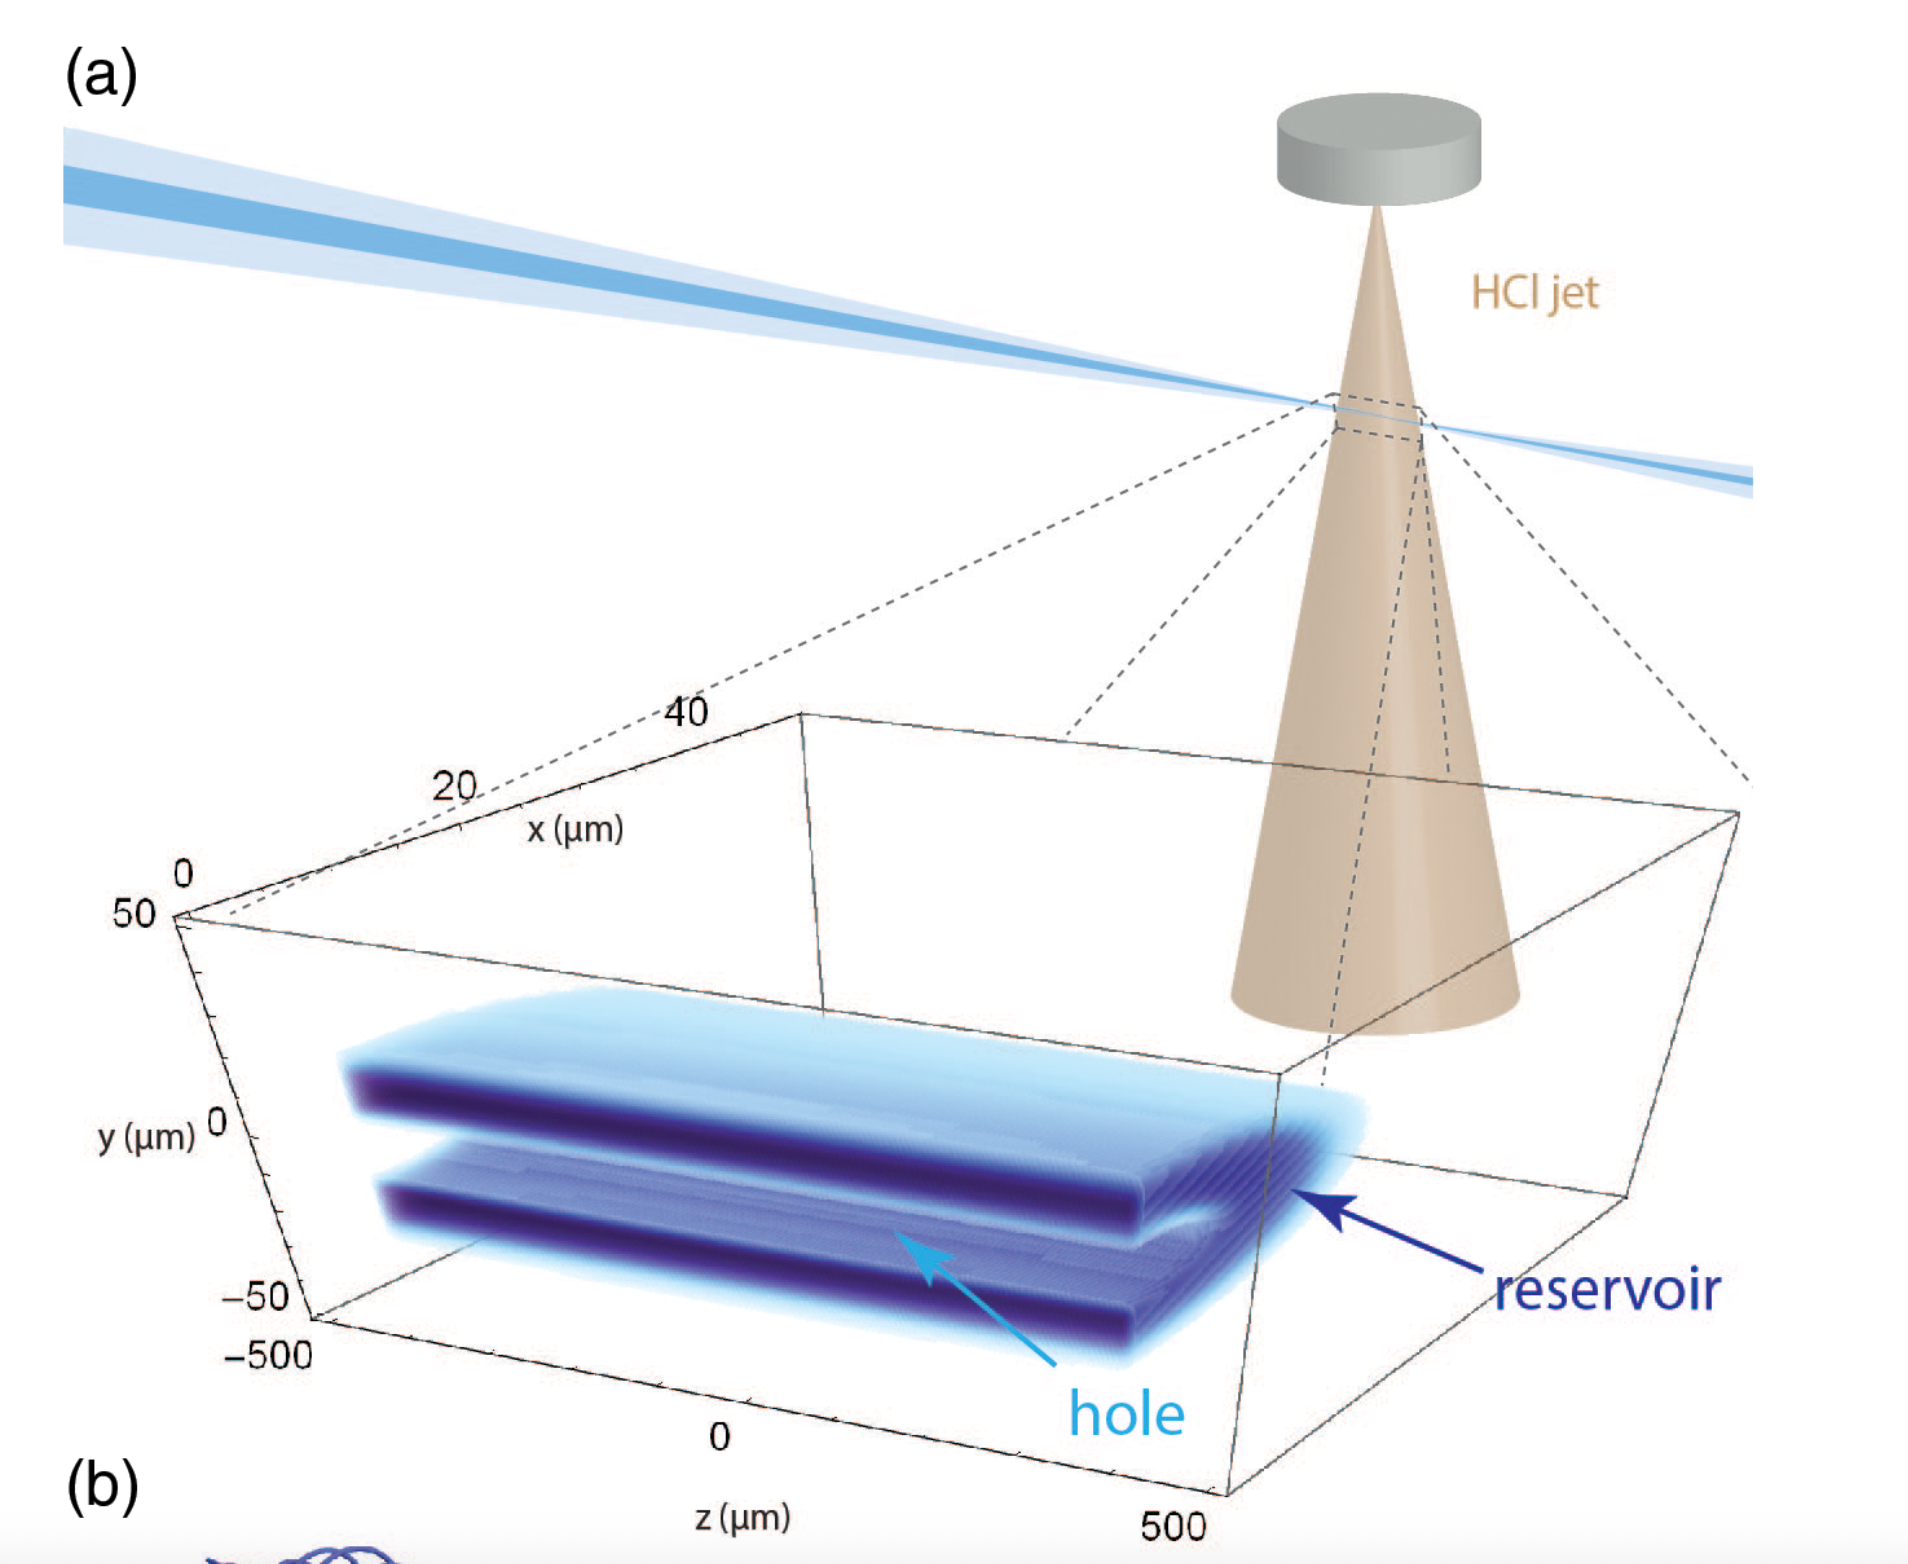 (a)
HCl jet
40
20
x (μm)
0
50
y (μm)
0
−50
−500
reservoir
hole
0
(b)
z (μm)
500